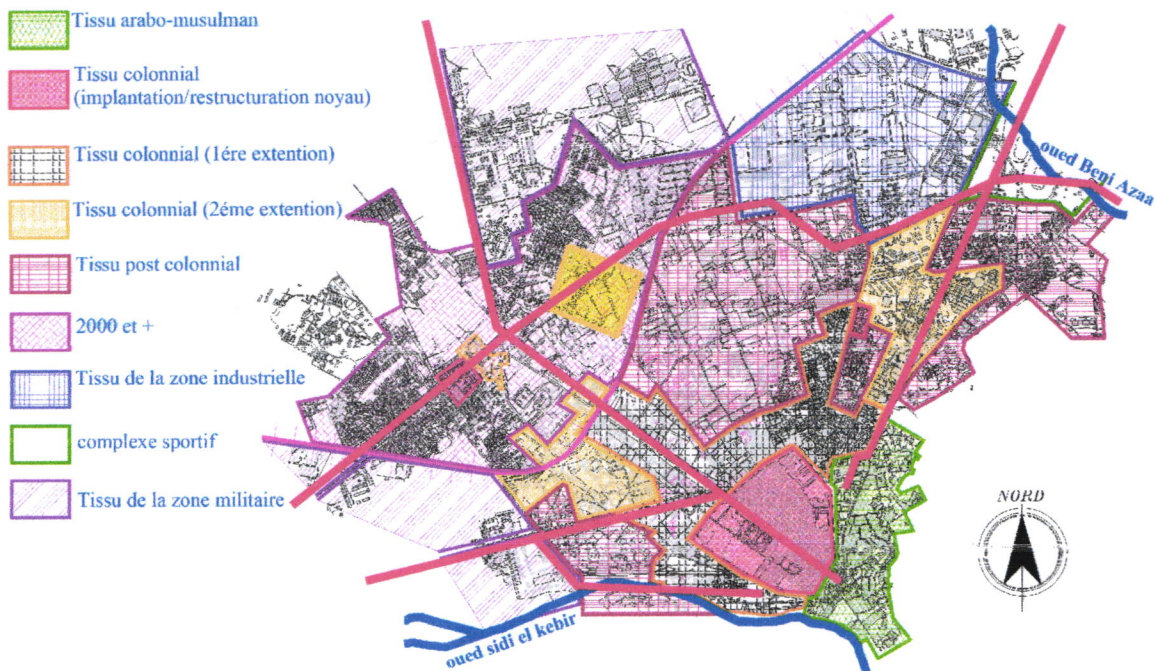 Tissu arabo-musulman
Tissu colonnial
(implantation/restructuration noyau)
Tissu colonnial (1ére extention)
Tissu colonnial (2éme extention)
Tissu post colonnial
2000 et +
Tissu de la zone industrielle
complexe sportif
Tissu de la zone militaire
oued Beni Azaa
NORD
oued sidi el kebir